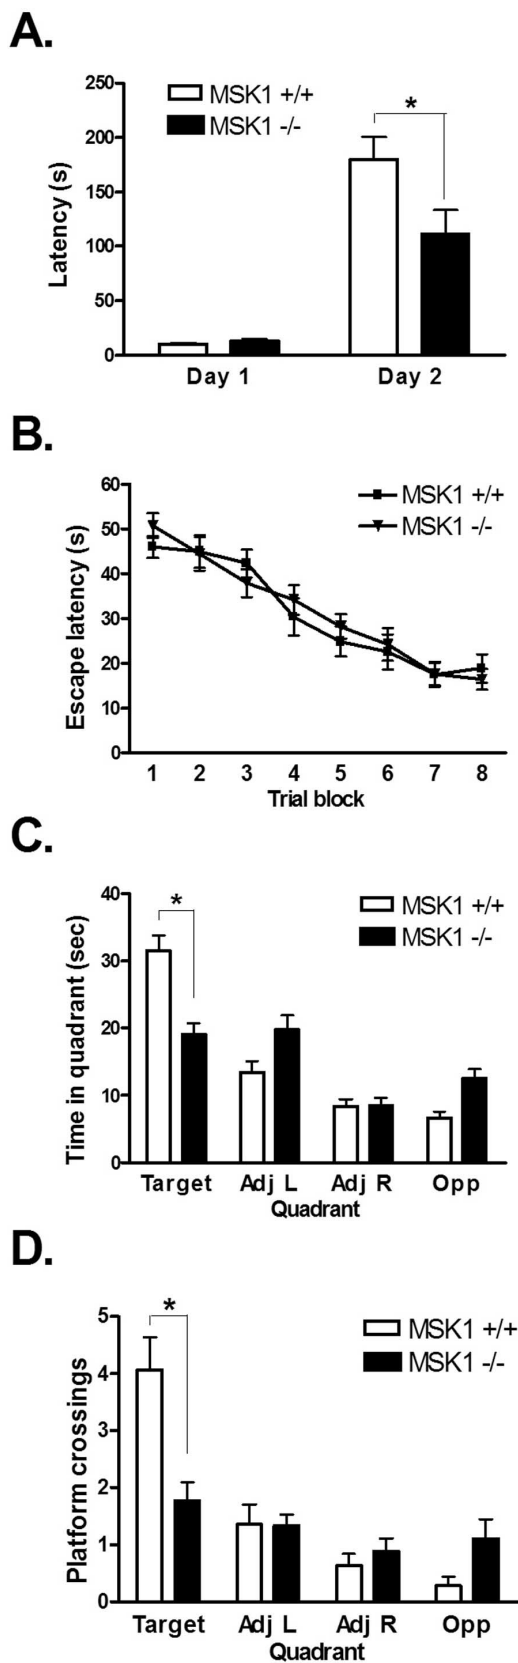 A.
MSK1 +/+
MSK1 -/-
*
250
200
150
100
50
0
Latency (s)
Day 1
Day 2
B.
MSK1 +/+
MSK1 -/-
60
50
40
30
20
10
0
Escape latency (s)
1 2 3 4 5 6 7 8
Trial block
C.
MSK1 +/+
MSK1 -/-
*
40
30
20
10
0
Time in quadrant (sec)
Target Adj L Adj R Opp
Quadrant
D.
MSK1 +/+
MSK1 -/-
*
5
4
3
2
1
0
Platform crossings
Target Adj L Adj R Opp
Quadrant